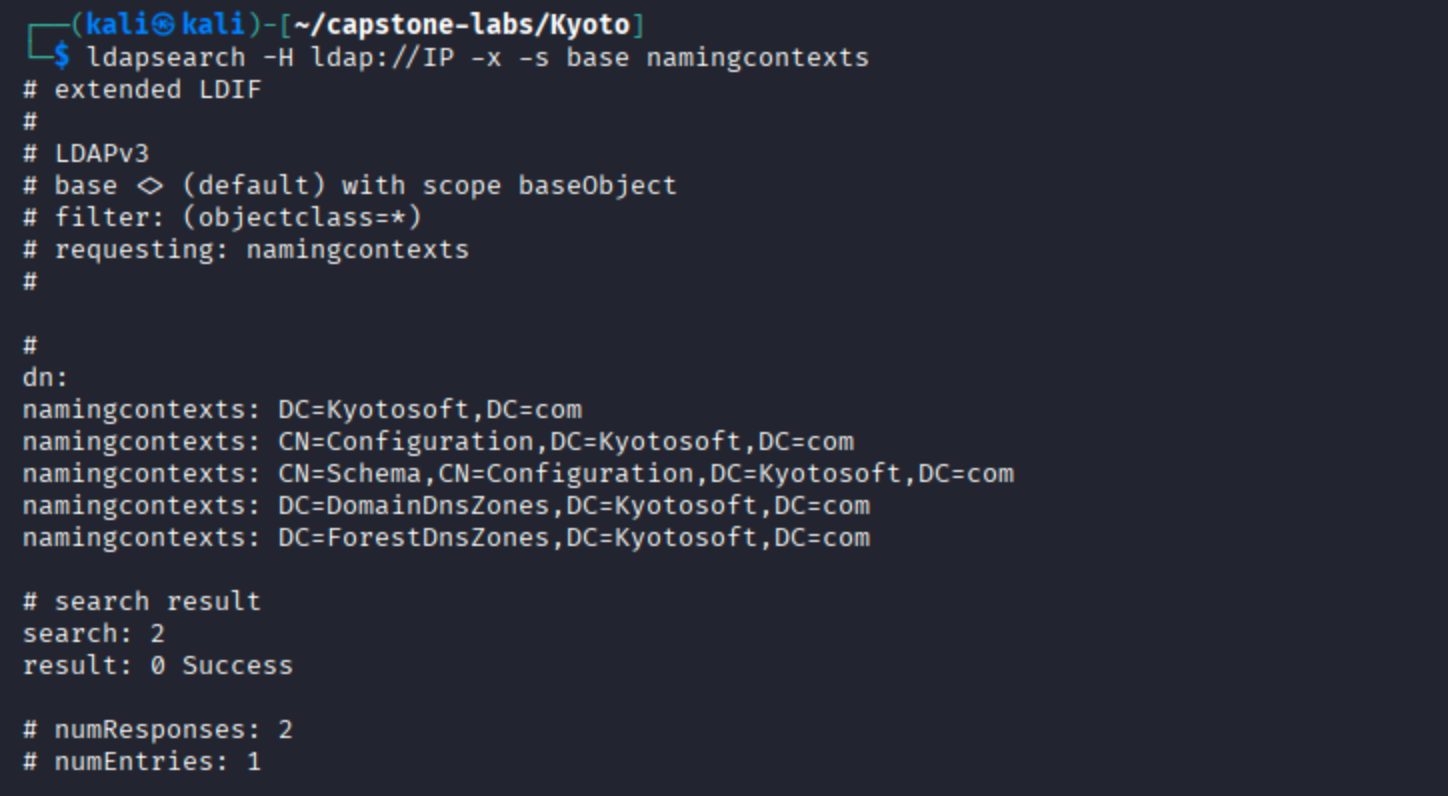 ┌──(kali㉿kali)-[~/capstone-labs/Kyoto]
└─$ ldapsearch -H ldap://IP -x -s base namingcontexts
# extended LDIF
#
# LDAPv3
# base <> (default) with scope baseObject
# filter: (objectclass=*)
# requesting: namingcontexts
#
#
dn:
namingcontexts: DC=Kyotosoft,DC=com
namingcontexts: CN=Configuration,DC=Kyotosoft,DC=com
namingcontexts: CN=Schema,CN=Configuration,DC=Kyotosoft,DC=com
namingcontexts: DC=DomainDnsZones,DC=Kyotosoft,DC=com
namingcontexts: DC=ForestDnsZones,DC=Kyotosoft,DC=com
# search result
search: 2
result: 0 Success
# numResponses: 2
# numEntries: 1